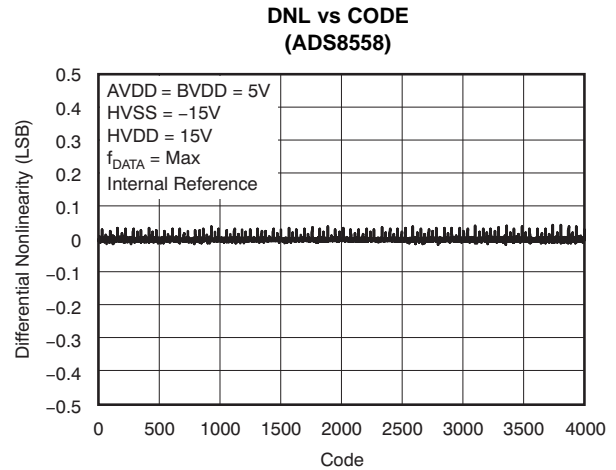 DNL vs CODE
(ADS8558)
0.5
0.4
0.3
0.2
0.1
0
−0.1
−0.2
−0.3
−0.4
−0.5
Differential Nonlinearity (LSB)
AVDD = BVDD = 5V
HVSS = −15V
HVDD = 15V
fDATA = Max
Internal Reference
0 500 1000 1500 2000 2500 3000 3500 4000
Code